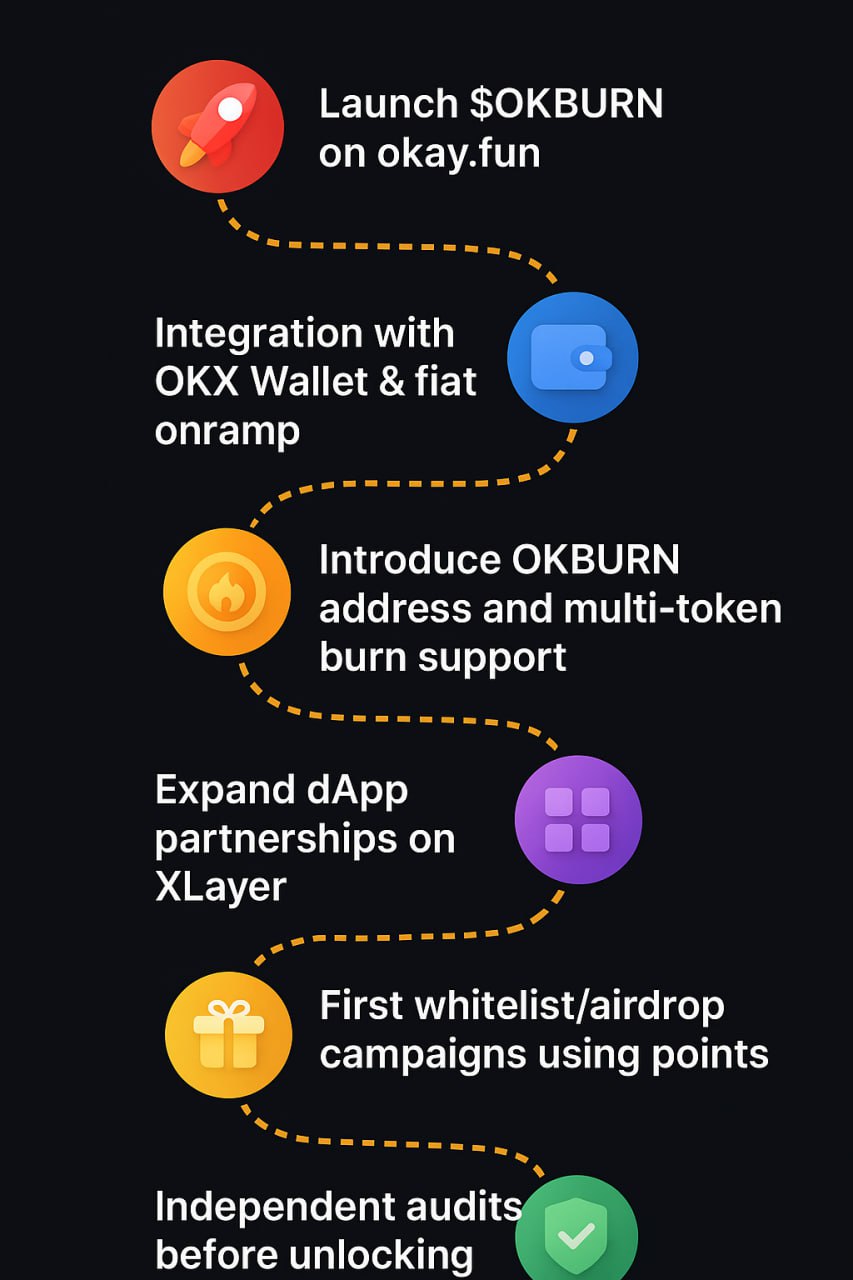 Launch $OKBURN
on okay.fun
Integration with
OKX Wallet & fiat
onramp
Introduce OKBURN
address and multi-token
burn support
Expand dApp
partnerships on
XLayer
First whitelist/airdrop
campaigns using points
Independent audits
before unlocking